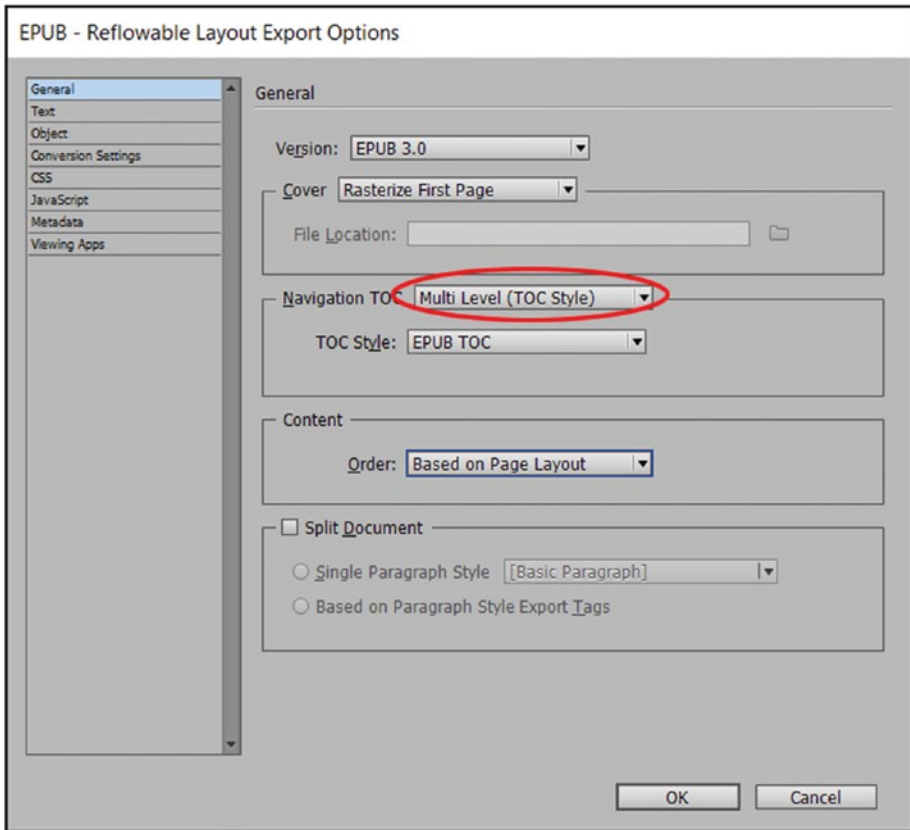 EPUB - Reflowable Layout Export Options
General
Text
Object
Conversion Settings
CSS
JavaScript
Metadata
Viewing Apps
General
Version: EPUB 3.0
Cover Rasterize First Page
File Location:
Navigation TOC Multi Level (TOC Style)
TOC Style: EPUB TOC
Content
Order: Based on Page Layout
Split Document
Single Paragraph Style [Basic Paragraph]
Based on Paragraph Style Export Tags
OK Cancel